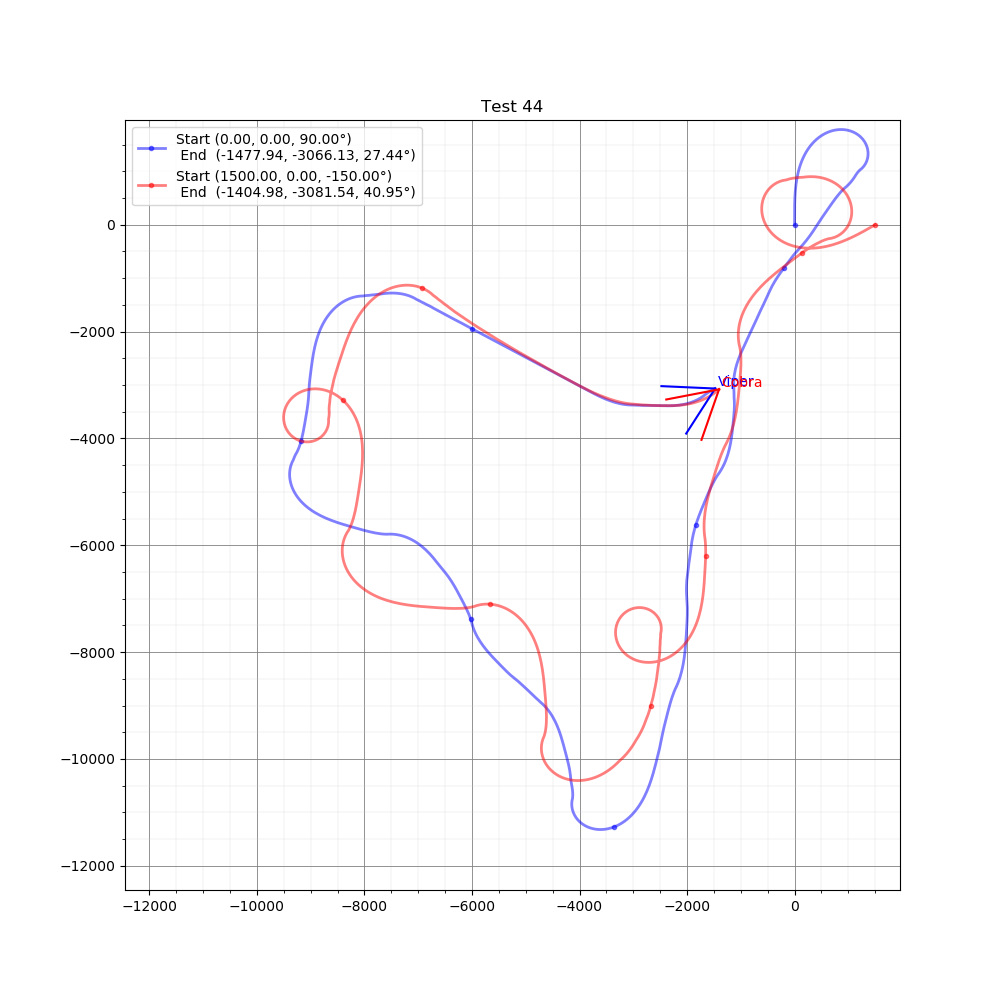 Test 44
Start (0.00, 0.00, 90.00°)
End (-1477.94, -3066.13, 27.44°)
Start (1500.00, 0.00, -150.00°)
End (-1404.98, -3081.54, 40.95°)
0
−2000
−4000
−6000
−8000
−10000
−12000
Viper
Cobra
−12000 −10000 −8000 −6000 −4000 −2000 0